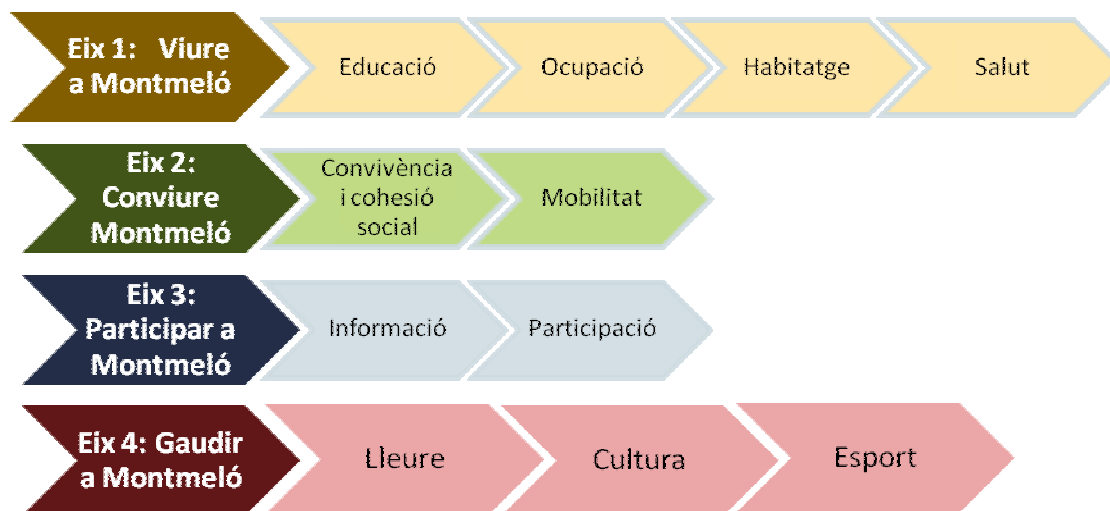 Eix 1: Viure
a Montmeló
Educació
Ocupació
Habitatge
Salut
Eix 2:
Conviure
Montmeló
Convivència
i cohesió
social
Mobilitat
Eix 3:
Participar a
Montmeló
Informació
Participació
Eix 4: Gaudir
a Montmeló
Lleure
Cultura
Esport